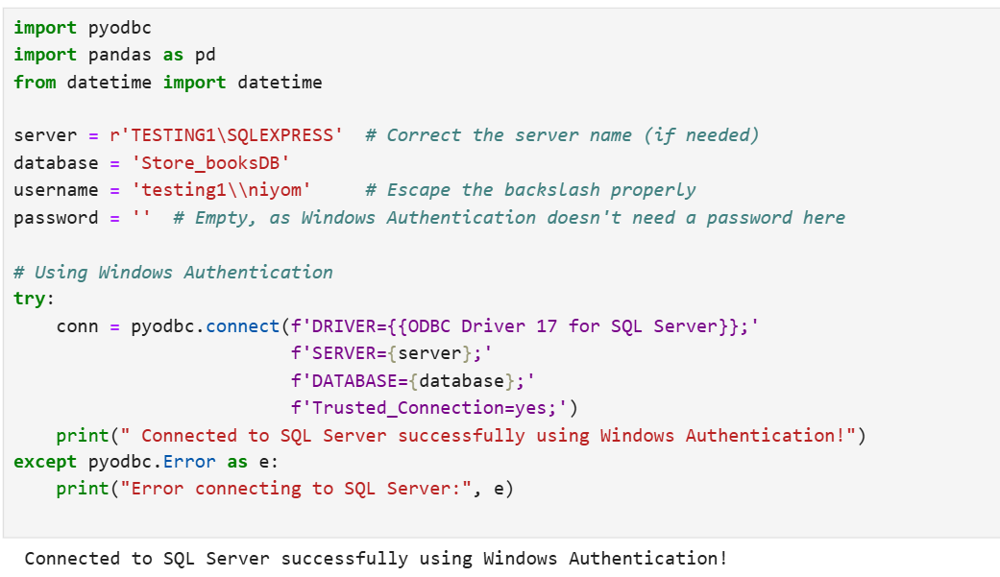 import pyodbc
import pandas as pd
from datetime import datetime
server = r'TESTING1\SQLEXPRESS'  # Correct the server name (if needed)
database = 'Store_booksDB'
username = 'testing1\\niyom'     # Escape the backslash properly
password = ''  # Empty, as Windows Authentication doesn't need a password here
# Using Windows Authentication
try:
    conn = pyodbc.connect(f'DRIVER={{ODBC Driver 17 for SQL Server}};'
                          f'SERVER={server};'
                          f'DATABASE={database};'
                          f'Trusted_Connection=yes;')
    print(" Connected to SQL Server successfully using Windows Authentication!")
except pyodbc.Error as e:
    print("Error connecting to SQL Server:", e)
 Connected to SQL Server successfully using Windows Authentication!